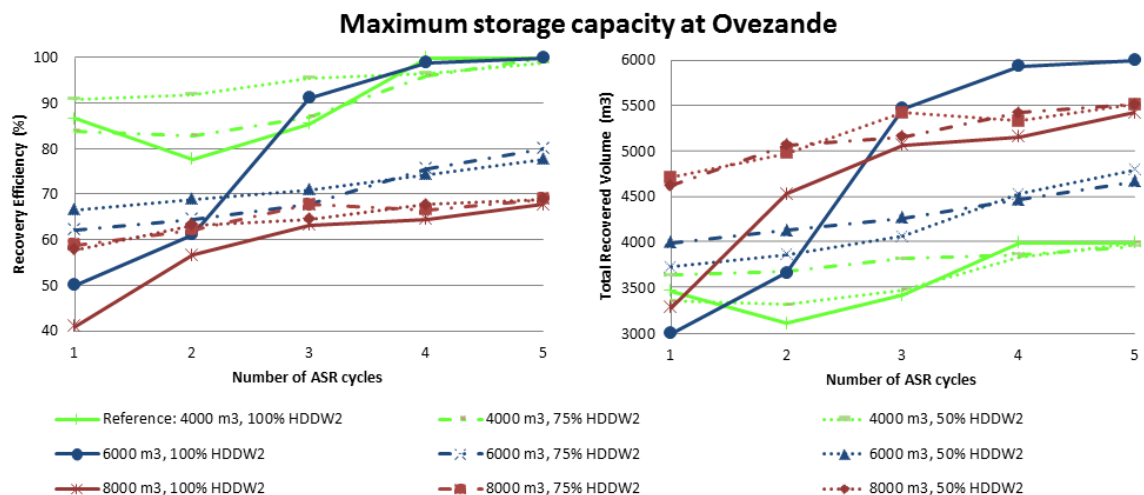 Maximum storage capacity at Ovezande
Recovery Efficiency (%)
100
90
80
70
60
50
40
1 2 3 4 5
Number of ASR cycles
Total Recovered Volume (m3)
6000
5500
5000
4500
4000
3500
3000
1 2 3 4 5
Number of ASR cycles
Reference: 4000 m3, 100% HDDW2
4000 m3, 75% HDDW2
4000 m3, 50% HDDW2
6000 m3, 100% HDDW2
6000 m3, 75% HDDW2
6000 m3, 50% HDDW2
8000 m3, 100% HDDW2
8000 m3, 75% HDDW2
8000 m3, 50% HDDW2